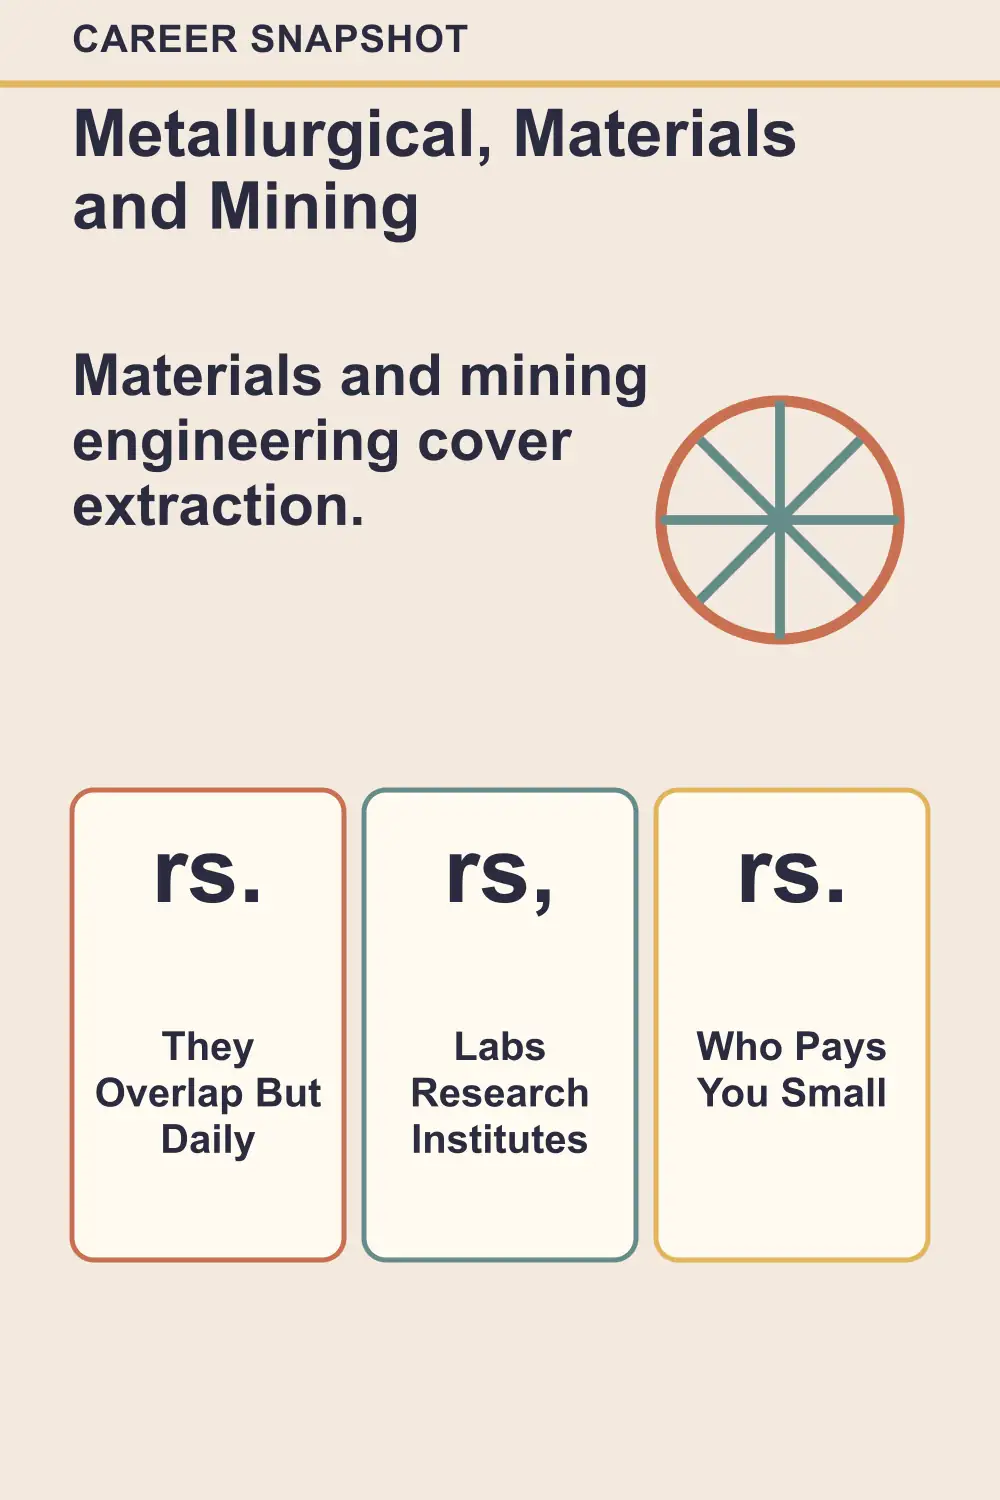 CAREER SNAPSHOT
Metallurgical, Materials
and Mining
Materials and mining
engineering cover
extraction.
rs.
They
Overlap But
Daily
rs,
Labs
Research
Institutes
rs.
Who Pays
You Small